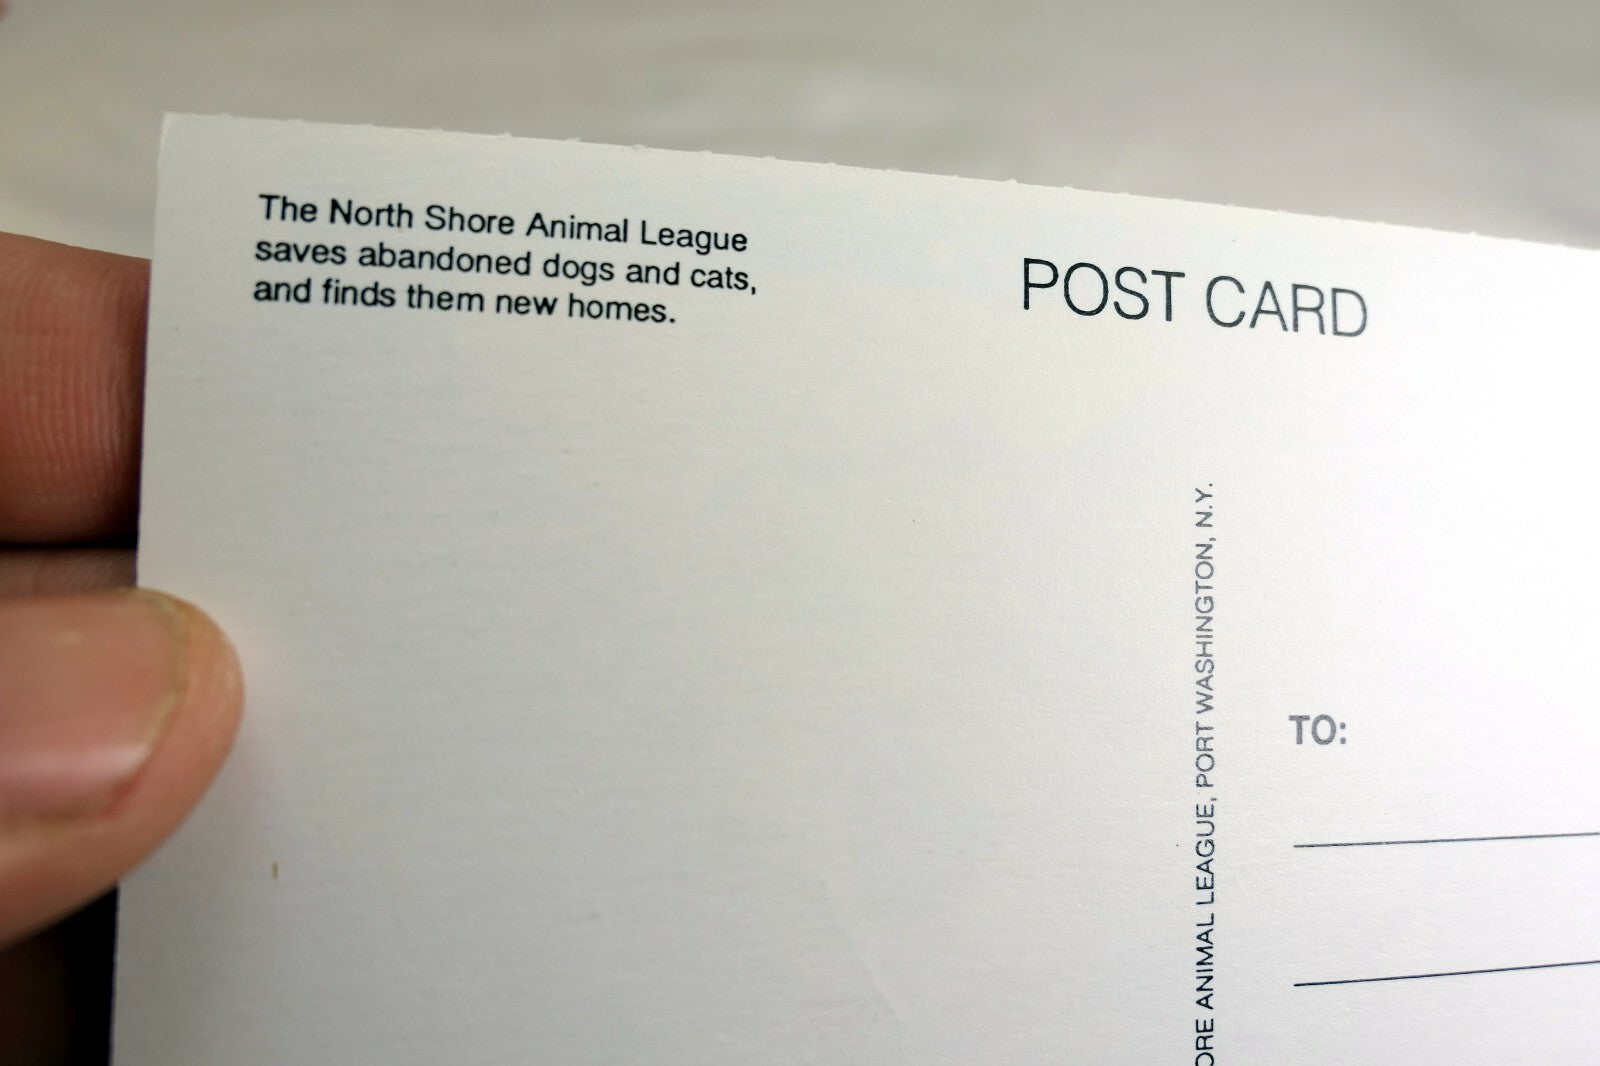 The North Shore Animal League
saves abandoned dogs and cats,
and finds them new homes.
POST CARD
ORE ANIMAL LEAGUE, PORT WASHINGTON, N.Y.
TO: